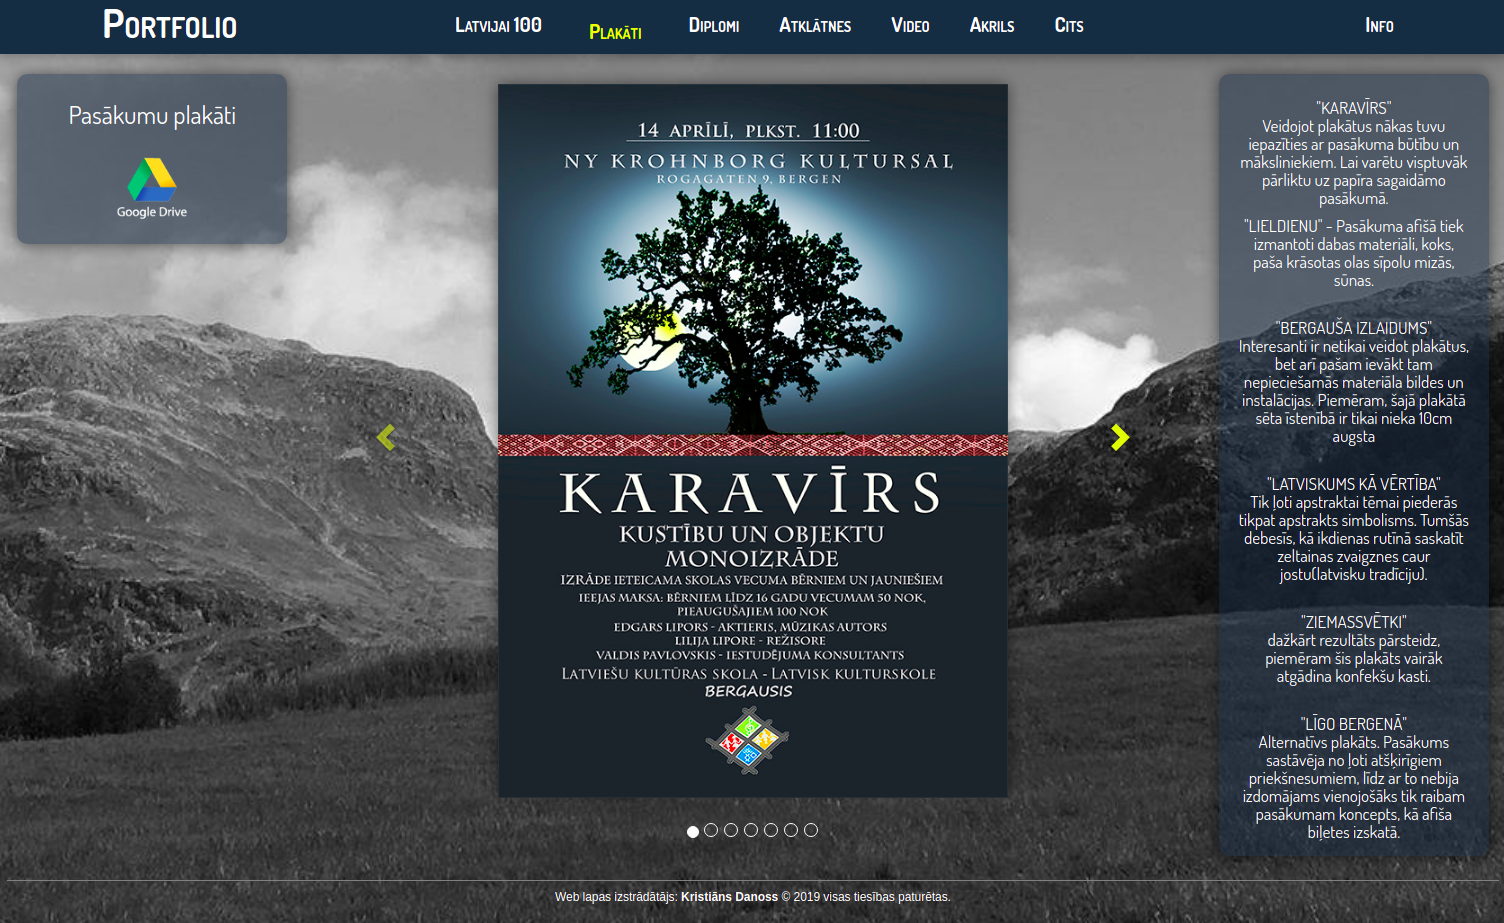 Portfolio
Latvijai 100
Plakāti
Diplomi
Atklātnes
Video
Akrils
Cits
Info
Pasākumu plakāti
Google Drive
14 APRĪLĪ, PLKST. 11:00
NY KROHNBORG KULTURSAL
ROGAGATEN 9, BERGEN
KARAVĪRS
KUSTĪBU UN OBJEKTU
MONOIZRĀDE
IZRĀDE IETEICAMA SKOLAS VECUMA BĒRNIEM UN JAUNIEŠIEM
IEEJAS MAKSA: BĒRNIEM LĪDZ 16 GADU VECUMAM 50 NOK,
PIEAUGUŠAJIEM 100 NOK
EDGARS LIPORS - AKTIERIS, MŪZIKAS AUTORS
LILIJA LIPORE - REŽISORE
VALDIS PAVLOVSKIS - IESTUDĒJUMA KONSULTANTS
LATVIEŠU KULTŪRAS SKOLA - LATVISK KULTURSKOLE
BERGAUSIS
"KARAVĪRS"
Veidojot plakātus nākas tuvu
iepazīties ar pasākuma būtību un
māksliniekiem. Lai varētu visptuvāk
pārliktu uz papīra sagaidāmo
pasākumā.
"LIELDIENU" - Pasākuma afišā tiek
izmantoti dabas materiāli, koks,
paša krāsotas olas sīpolu mizās,
sūnas.
"BERGAUŠA IZLAIDUMS"
Interesanti ir netikai veidot plakātus,
bet arī pašam ievākt tam
nepieciešamās materiāla bildes un
instalācijas. Piemēram, šajā plakātā
sēta īstenībā ir tikai nieka 10cm
augsta
"LATVISKUMS KĀ VĒRTĪBA"
Tik ļoti apstraktai tēmai piederās
tikpat apstrakts simbolisms. Tumšās
debesīs, kā ikdienas rutīnā saskatīt
zeltainas zvaigznes caur
jostu(latvisku tradīciju).
"ZIEMASSVĒTKI"
dažkārt rezultāts pārsteidz,
piemēram šis plakāts vairāk
atgādina konfekšu kasti.
"LĪGO BERGENĀ"
Alternatīvs plakāts. Pasākums
sastāvēja no ļoti atšķirīgiem
priekšnesumiem, līdz ar to nebija
izdomājams vienojošāks tik raibam
pasākumam koncepts, kā afiša
biļetes izskatā.
Web lapas izstrādātājs: Kristiāns Danoss © 2019 visas tiesības paturētas.